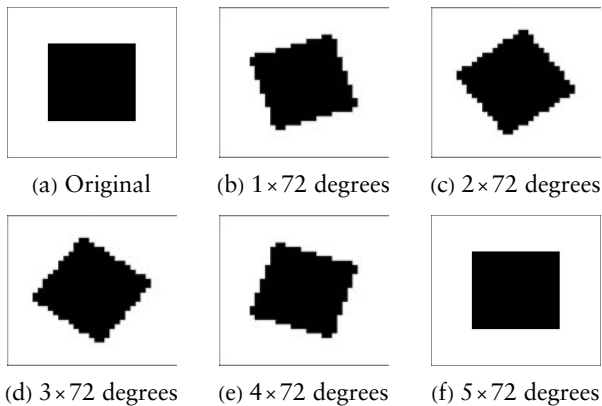 (a) Original
(b) 1×72 degrees
(c) 2×72 degrees
(d) 3×72 degrees
(e) 4×72 degrees
(f) 5×72 degrees